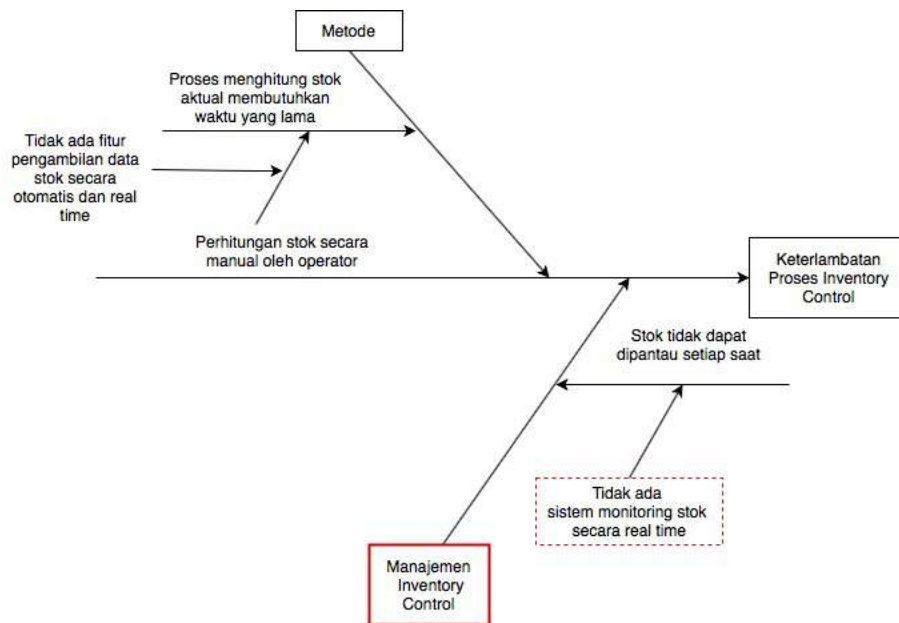 Metode
Proses menghitung stok
aktual membutuhkan
waktu yang lama
Tidak ada fitur
pengambilan data
stok secara
otomatis dan real
time
Perhitungan stok secara
manual oleh operator
Keterlambatan
Proses Inventory
Control
Stok tidak dapat
dipantau setiap saat
Tidak ada
sistem monitoring stok
secara real time
Manajemen
Inventory
Control